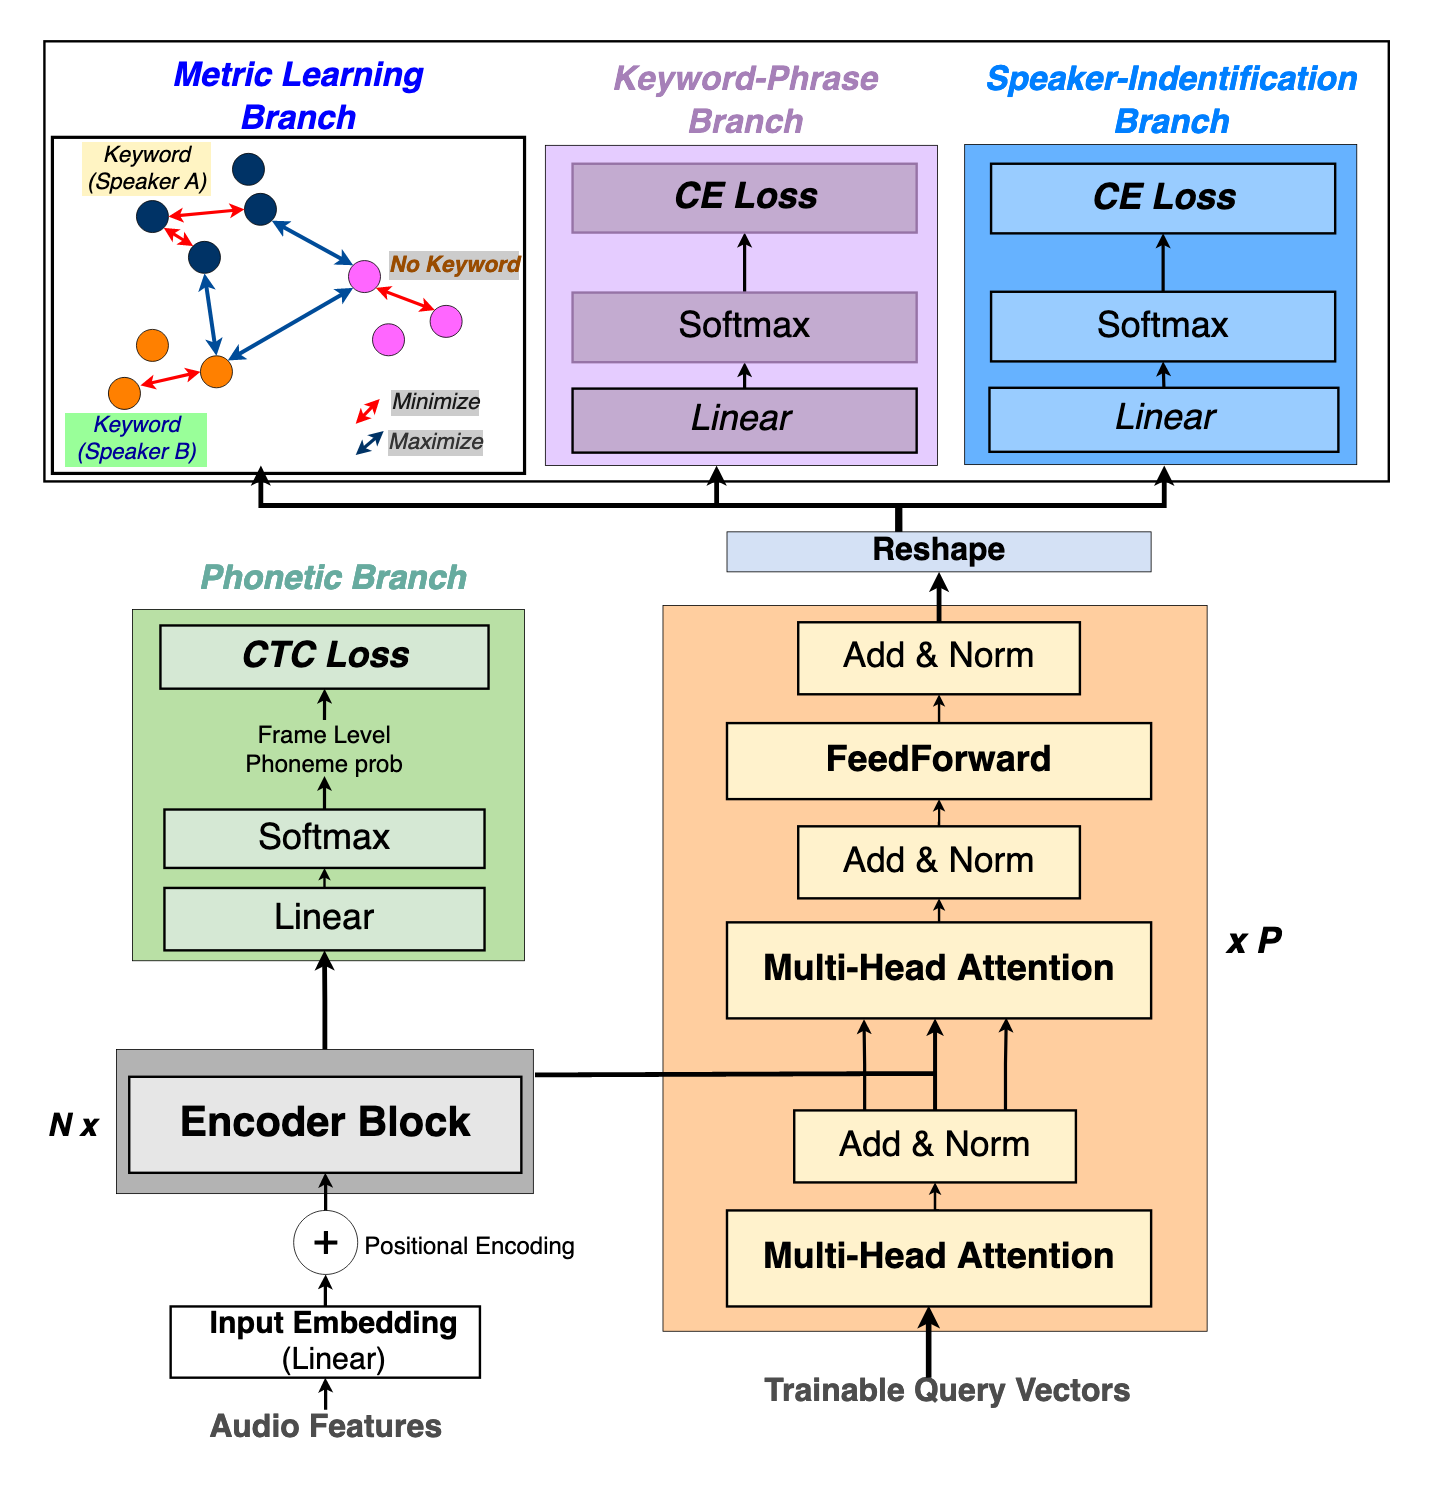 Metric Learning
Branch
Keyword
(Speaker A)
No Keyword
Keyword
(Speaker B)
Minimize
Maximize
Keyword-Phrase
Branch
CE Loss
Softmax
Linear
Speaker-Indentification
Branch
CE Loss
Softmax
Linear
Reshape
Phonetic Branch
CTC Loss
Frame Level
Phoneme prob
Softmax
Linear
N x
Encoder Block
+
Positional Encoding
Input Embedding
(Linear)
Audio Features
Add & Norm
FeedForward
Add & Norm
Multi-Head Attention
x P
Add & Norm
Multi-Head Attention
Trainable Query Vectors